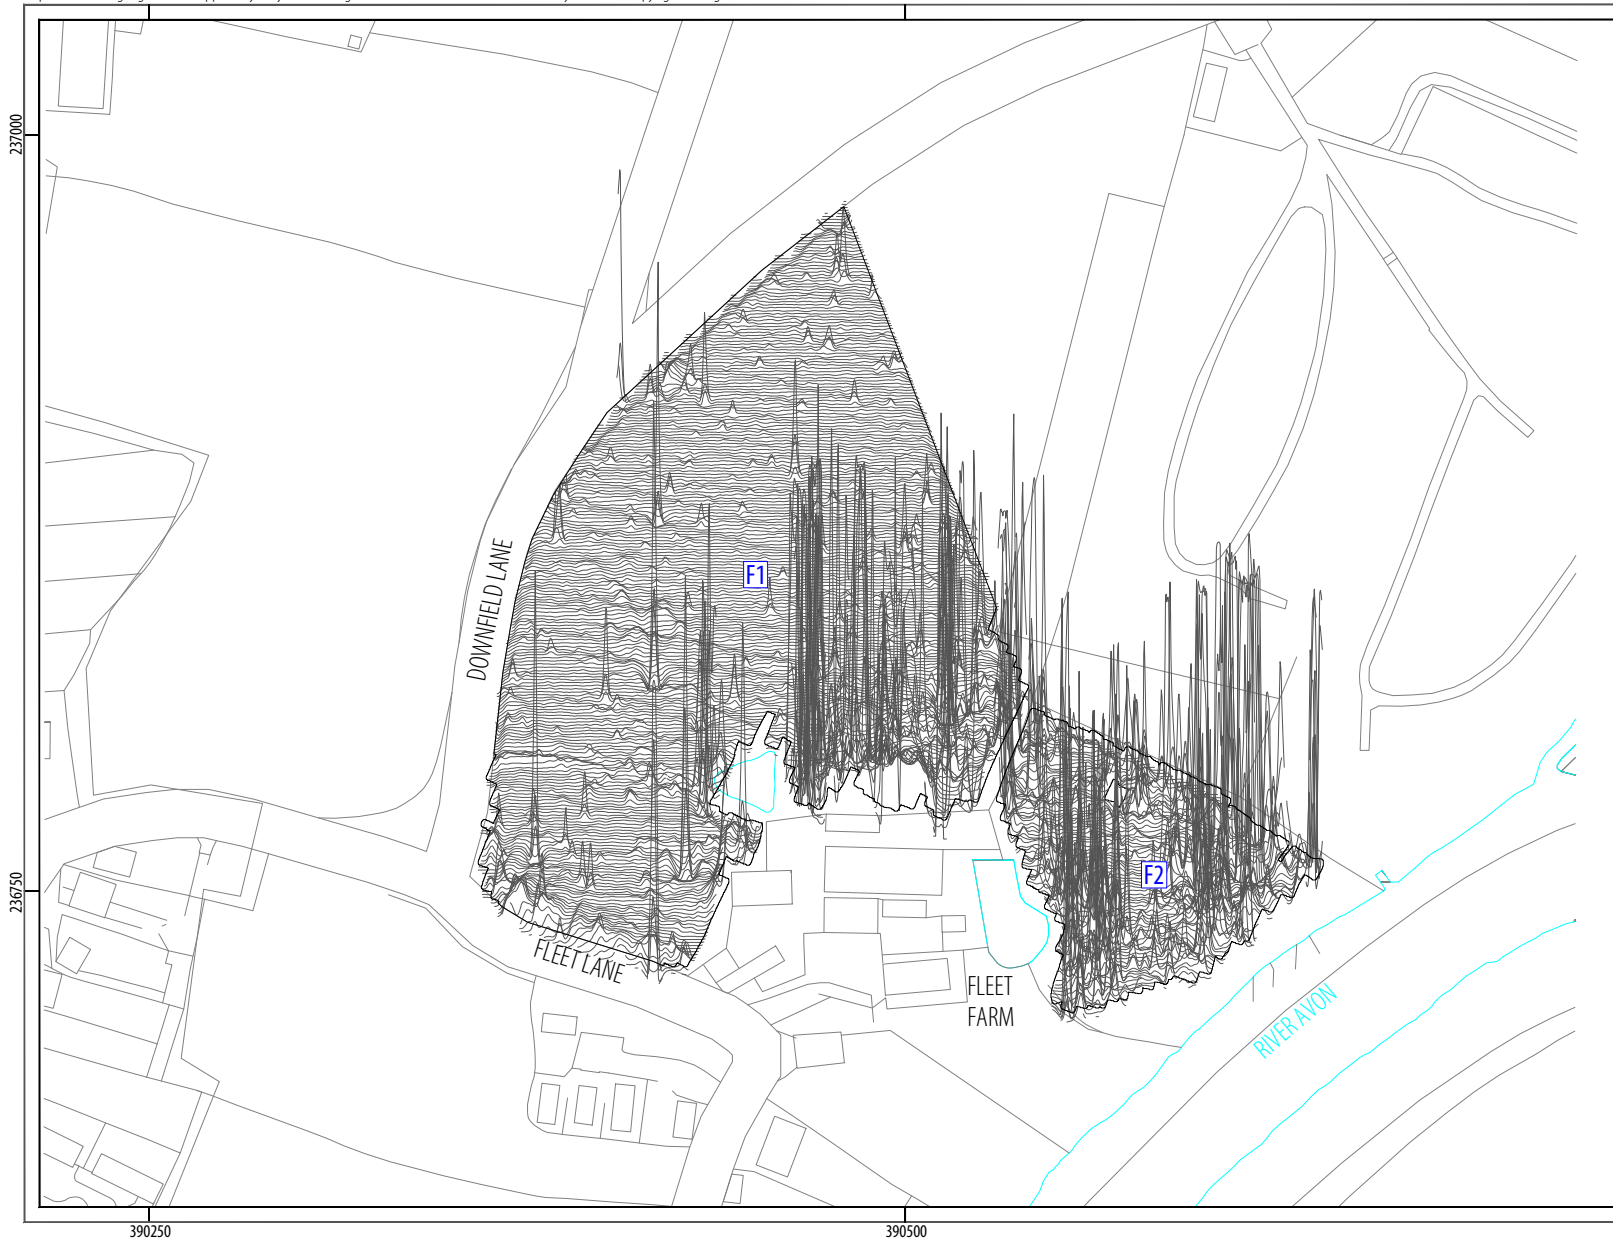 237000
F1
DOWNFIELD LANE
F2
236750
FLEET LANE
FLEET
FARM
RIVER AVON
390250
390500